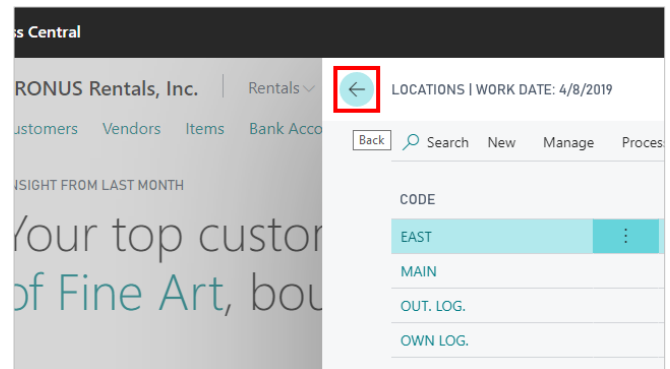 ss Central
RONUS Rentals, Inc. Rentals
ustomers Vendors Items Bank Acco
NSIGHT FROM LAST MONTH
Your top custor
of Fine Art, bou
LOCATIONS | WORK DATE: 4/8/2019
Back Search New Manage Proces
CODE
EAST
MAIN
OUT. LOG.
OWN LOG.